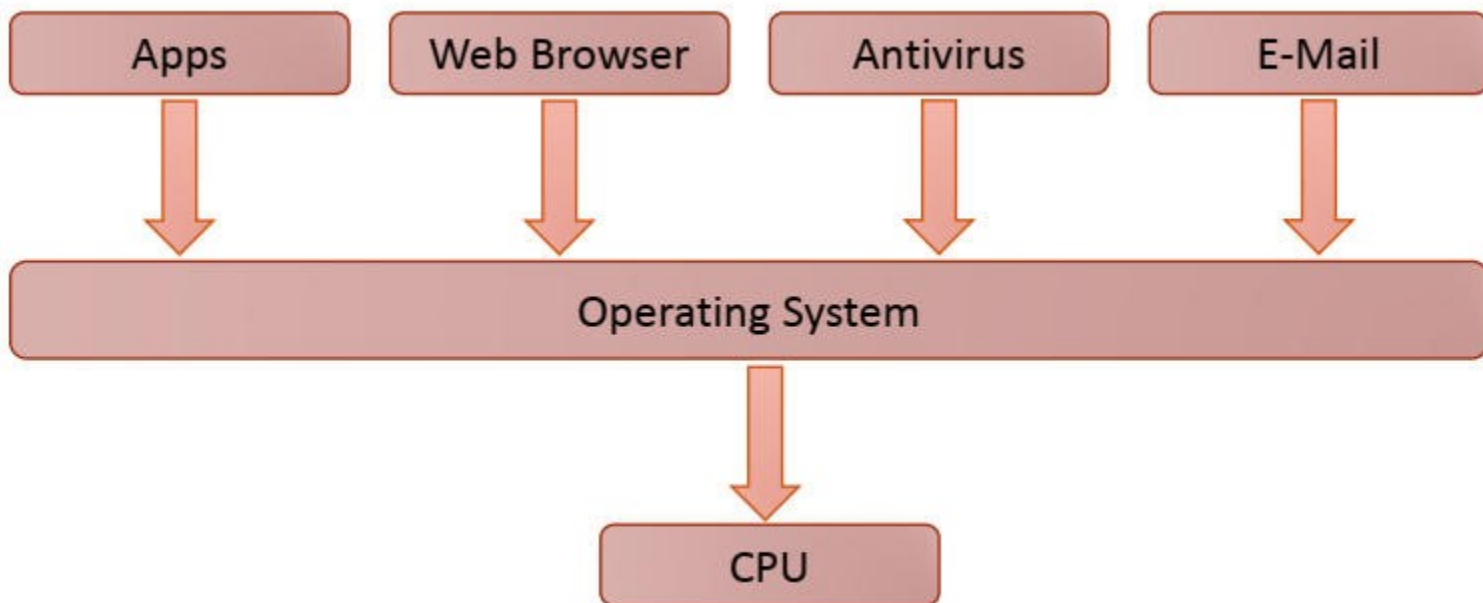 Apps
Web Browser
Antivirus
E-Mail
Operating System
CPU